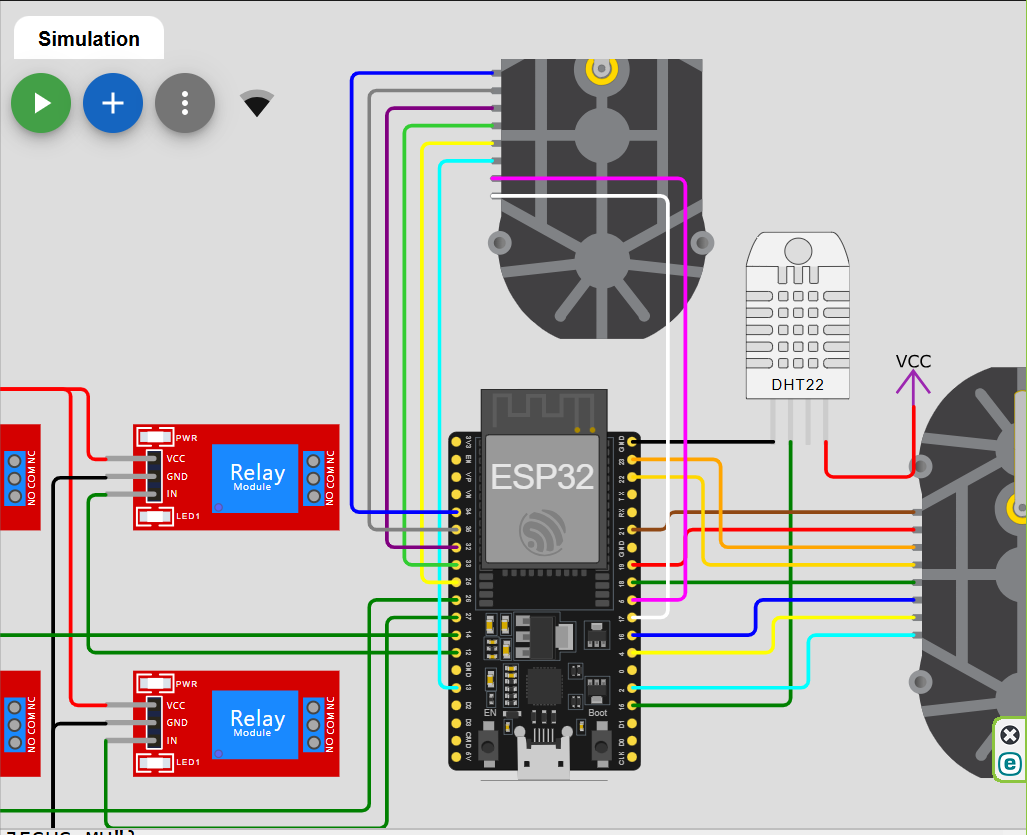 Simulation
VCC
DHT22
ESP32
PWR
VCC
GND
IN
LED1
Relay
Module
NO COM NC
NO COM NC
PWR
VCC
GND
IN
LED1
Relay
Module
NO COM NC
NO COM NC
3V3
EN
VP
VN
34
35
32
33
25
26
27
14
12
GND
13
D2
D3
CMD
5V
GND
23
22
TX
RX
21
GND
19
18
5
17
16
4
0
2
15
D1
D0
CLK
EN
Boot